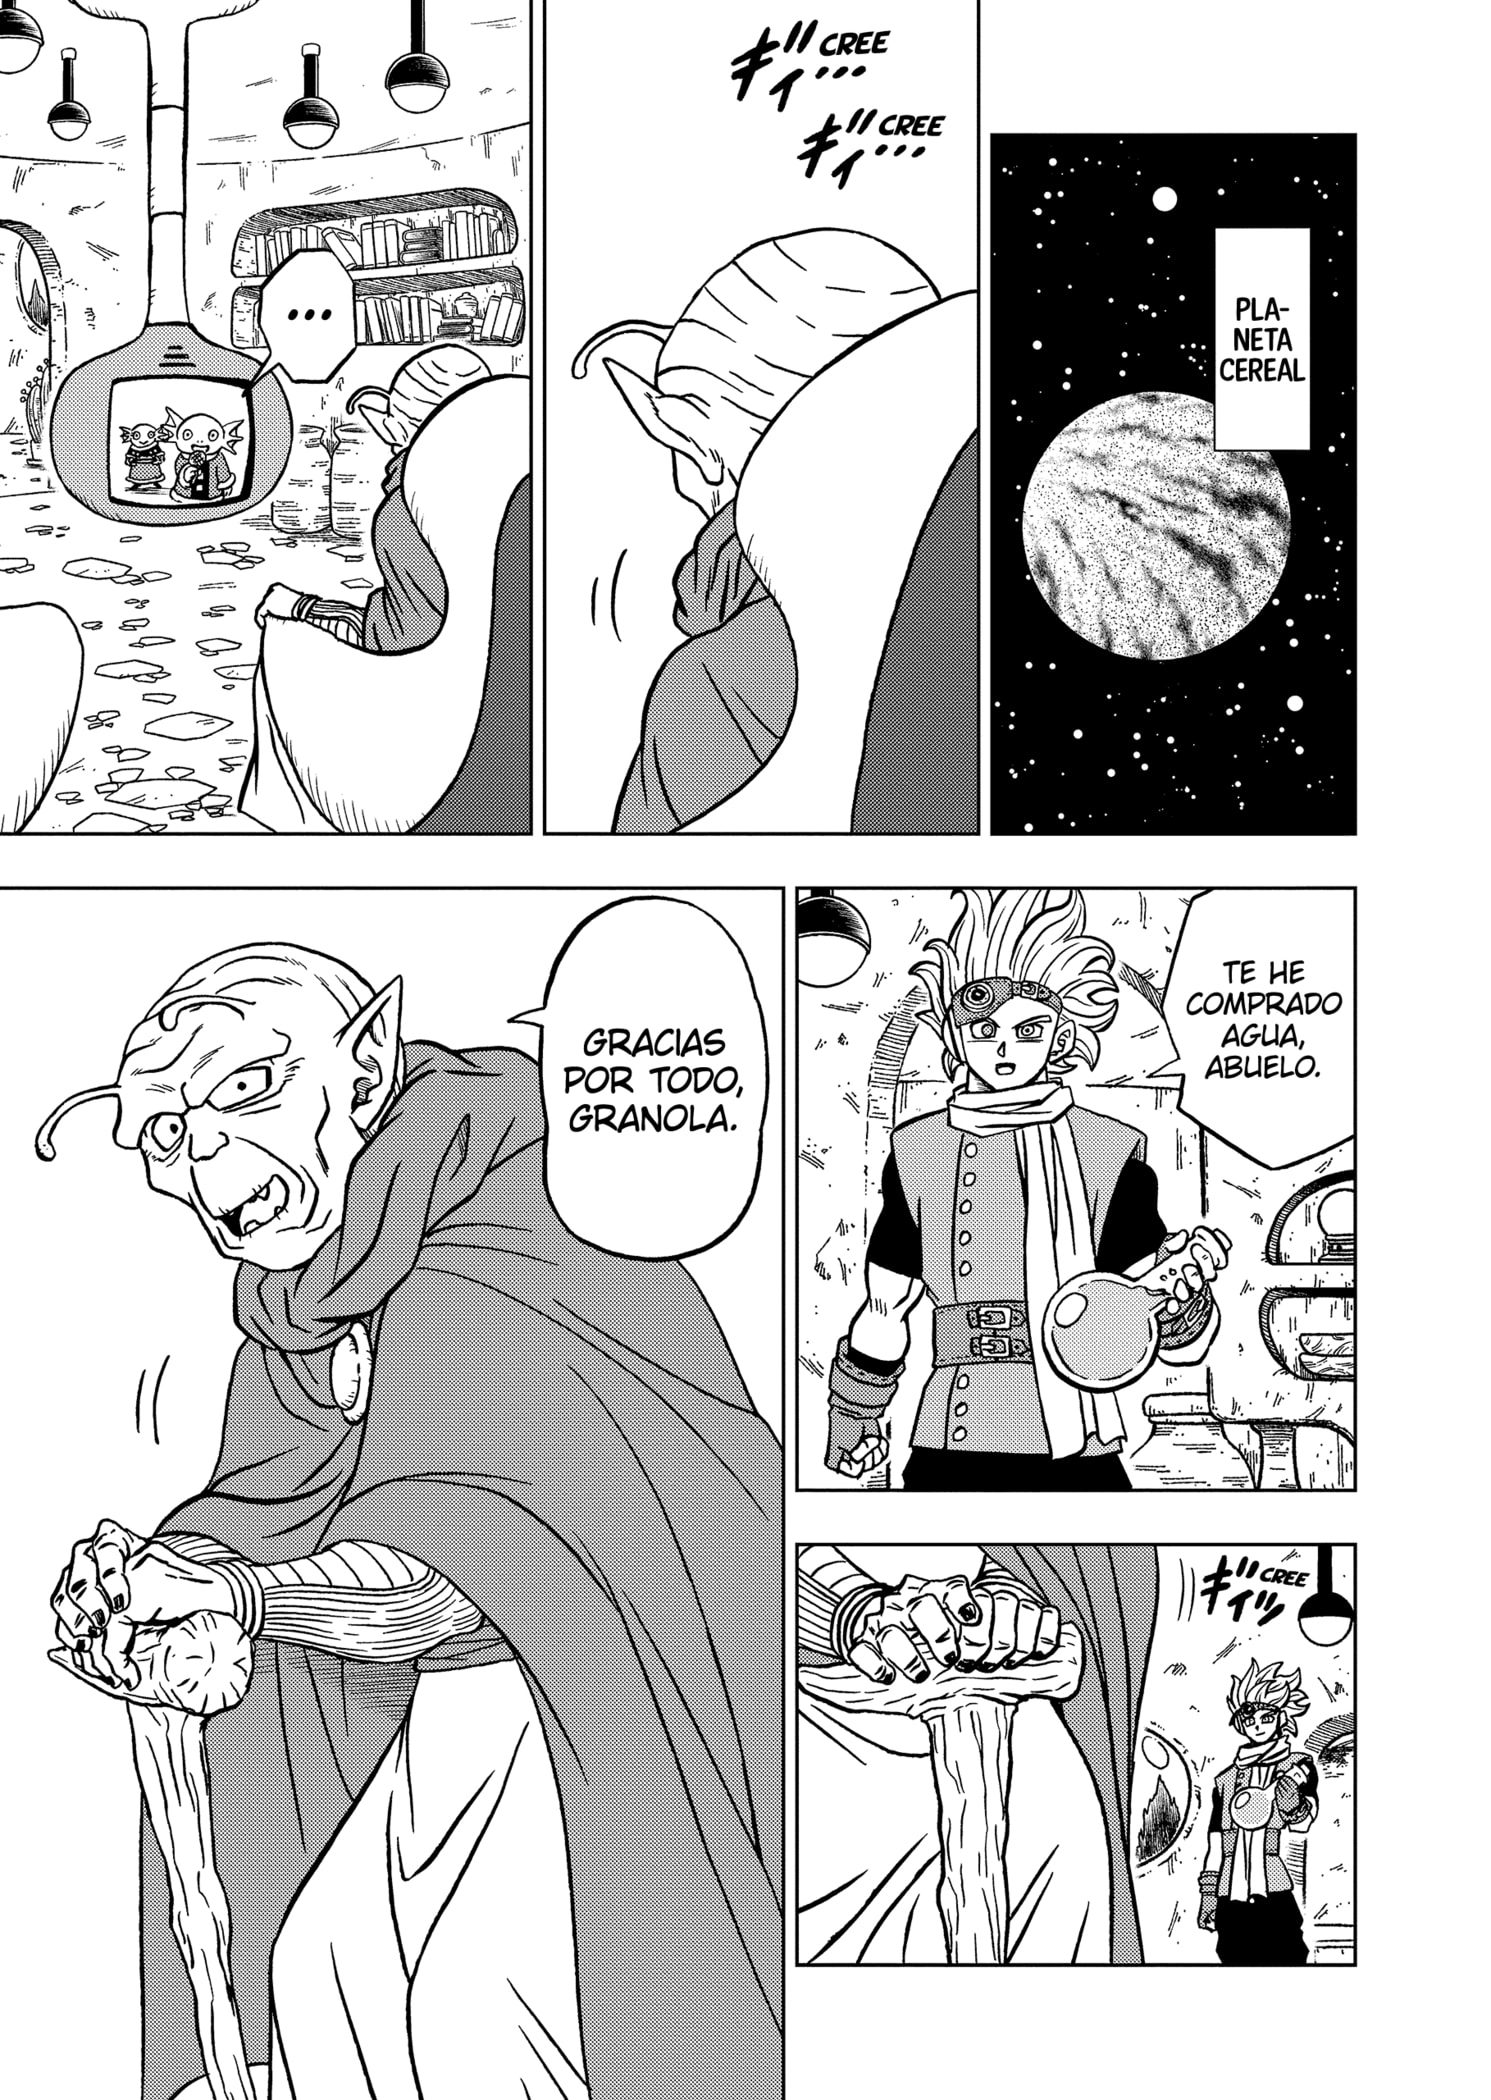 PLA-
NETA
CEREAL
ギィ…
CREE
ギィ…
CREE
...
TE HE
COMPRADO
AGUA,
ABUELO.
ギィッ
CREE
GRACIAS
POR TODO,
GRANOLA.